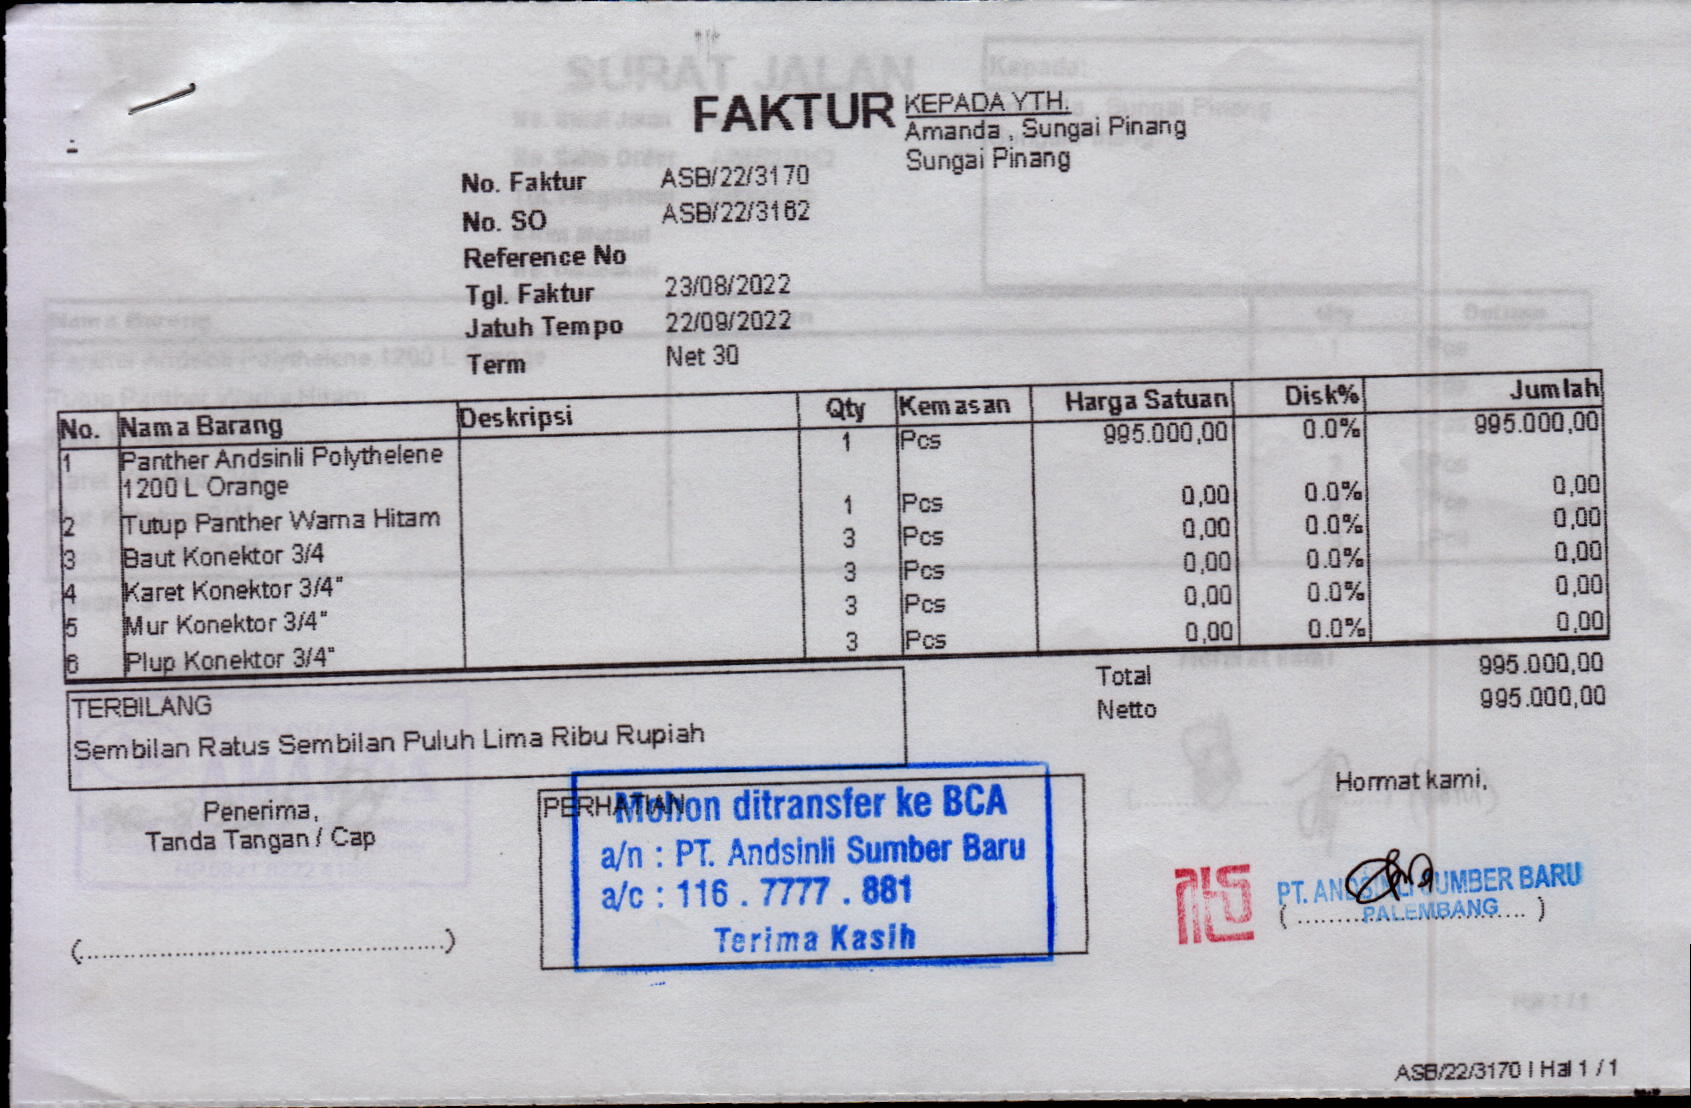 FAKTUR
KEPADA YTH.
Amanda , Sungai Pinang
Sungai Pinang
No. Faktur ASB/22/3170
No. SO ASB/22/3162
Reference No
Tgl. Faktur 23/08/2022
Jatuh Tempo 22/09/2022
Term Net 30
No. Nama Barang Deskripsi Qty Kemasan Harga Satuan Disk% Jumlah
1 Panther Andsinli Polythelene 1 Pcs 995.000,00 0.0% 995.000,00
1200 L Orange
2 Tutup Panther Warna Hitam 1 Pcs 0,00 0.0% 0,00
3 Baut Konektor 3/4 3 Pcs 0,00 0.0% 0,00
4 Karet Konektor 3/4" 3 Pcs 0,00 0.0% 0,00
5 Mur Konektor 3/4" 3 Pcs 0,00 0.0% 0,00
6 Plup Konektor 3/4" 3 Pcs 0,00 0.0% 0,00
Total 995.000,00
Netto 995.000,00
TERBILANG
Sembilan Ratus Sembilan Puluh Lima Ribu Rupiah
Penerima,
Tanda Tangan / Cap
(..................................................)
PERHATIAN
Mohon ditransfer ke BCA
a/n : PT. Andsinli Sumber Baru
a/c : 116 . 7777 . 881
Terima Kasih
Hormat kami,
PT. ANDSINLI SUMBER BARU
PALEMBANG
ASB/22/3170 | Hal 1 / 1
SURAT JALAN
Kepada: